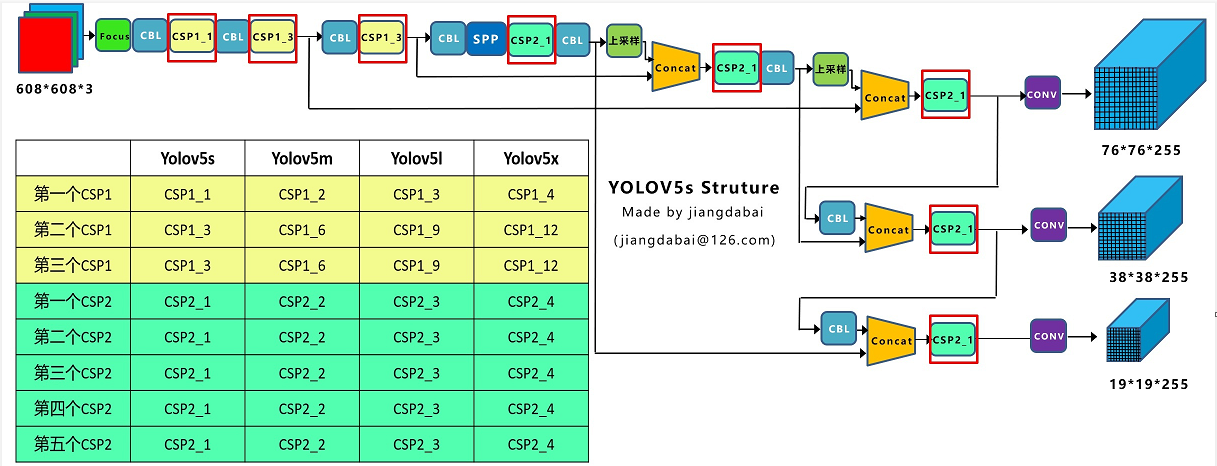 Focus
CBL
CSP1_1
CBL
CSP1_3
CBL
CSP1_3
CBL
SPP
CSP2_1
CBL
上采样
Concat
CSP2_1
CBL
上采样
Concat
CSP2_1
CONV
608*608*3
76*76*255
YOLOV5s Struture
Made by jiangdabai
(jiangdabai@126.com)
CBL
Concat
CSP2_1
CONV
38*38*255
CBL
Concat
CSP2_1
CONV
19*19*255
Yolov5s Yolov5m Yolov5l Yolov5x
第一个CSP1 CSP1_1 CSP1_2 CSP1_3 CSP1_4
第二个CSP1 CSP1_3 CSP1_6 CSP1_9 CSP1_12
第三个CSP1 CSP1_3 CSP1_6 CSP1_9 CSP1_12
第一个CSP2 CSP2_1 CSP2_2 CSP2_3 CSP2_4
第二个CSP2 CSP2_1 CSP2_2 CSP2_3 CSP2_4
第三个CSP2 CSP2_1 CSP2_2 CSP2_3 CSP2_4
第四个CSP2 CSP2_1 CSP2_2 CSP2_3 CSP2_4
第五个CSP2 CSP2_1 CSP2_2 CSP2_3 CSP2_4